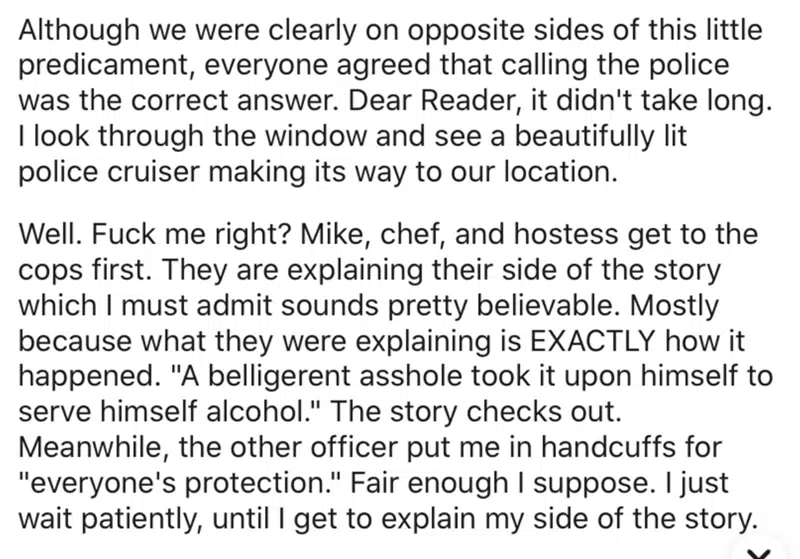 Although we were clearly on opposite sides of this little
predicament, everyone agreed that calling the police
was the correct answer. Dear Reader, it didn't take long.
I look through the window and see a beautifully lit
police cruiser making its way to our location.
Well. Fuck me right? Mike, chef, and hostess get to the
cops first. They are explaining their side of the story
which I must admit sounds pretty believable. Mostly
because what they were explaining is EXACTLY how it
happened. "A belligerent asshole took it upon himself to
serve himself alcohol." The story checks out.
Meanwhile, the other officer put me in handcuffs for
"everyone's protection." Fair enough I suppose. I just
wait patiently, until I get to explain my side of the story.